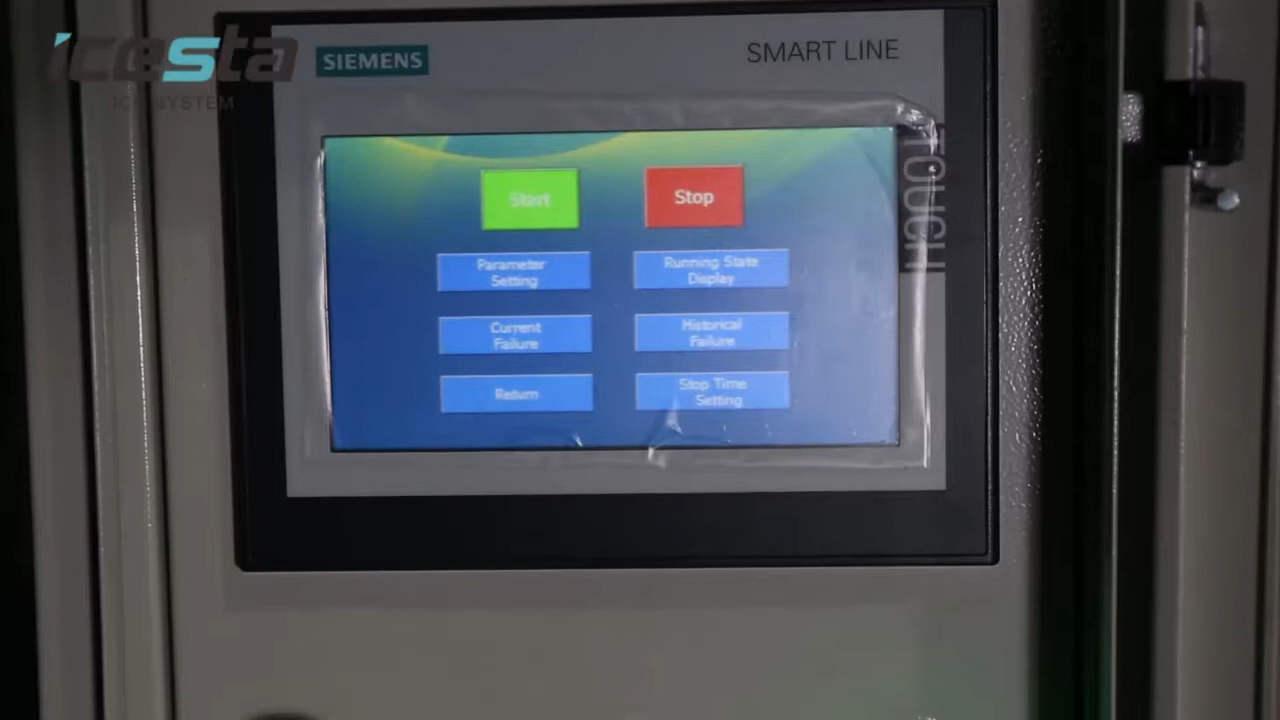 icesta
ICE SYSTEM
SIEMENS
SMART LINE
TOUCH
Start
Stop
Parameter
Setting
Running State
Display
Current
Failure
Historical
Failure
Return
Stop Time
Setting